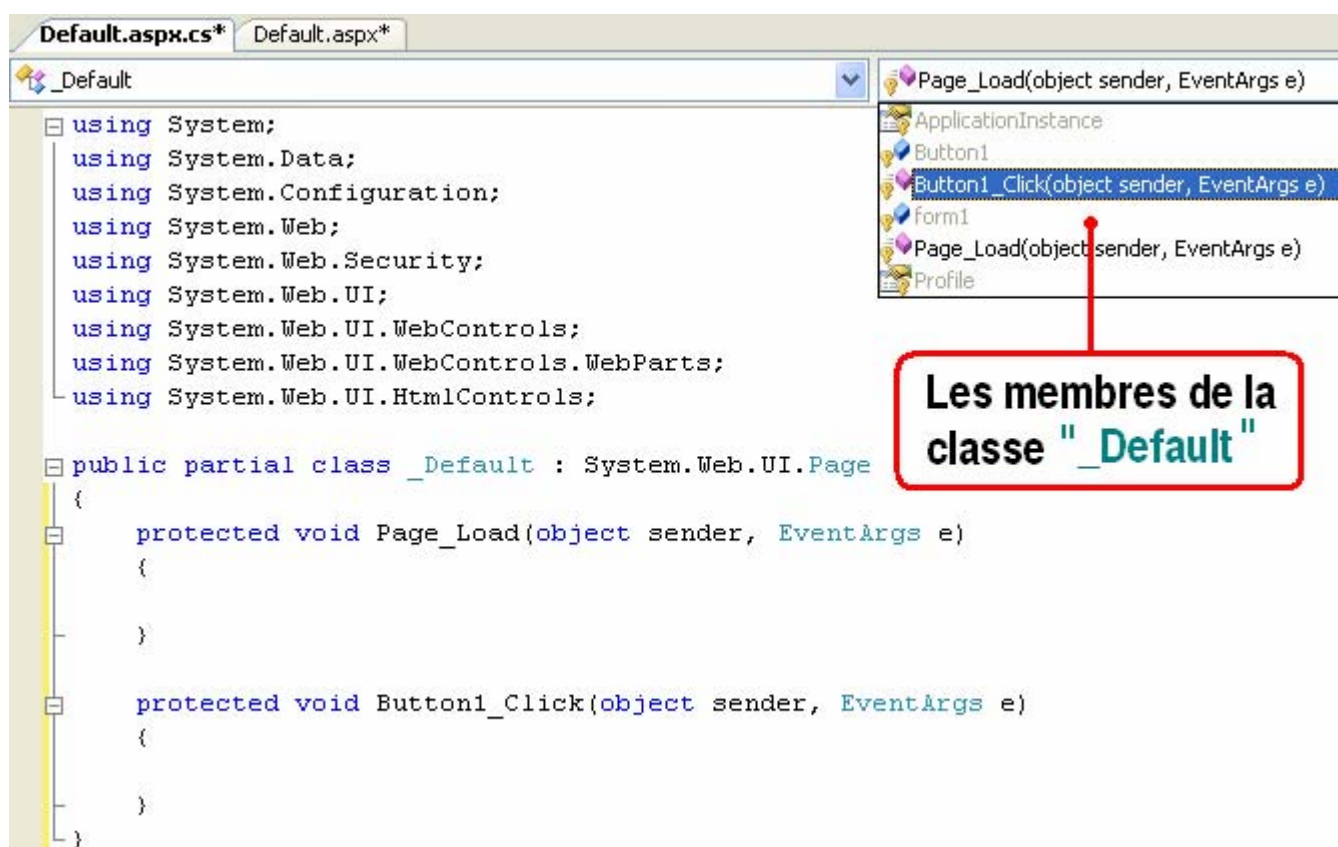 Default.aspx.cs* Default.aspx*
_Default Page_Load(object sender, EventArgs e)
ApplicationInstance
Button1
Button1_Click(object sender, EventArgs e)
form1
Page_Load(object sender, EventArgs e)
Profile
using System;
using System.Data;
using System.Configuration;
using System.Web;
using System.Web.Security;
using System.Web.UI;
using System.Web.UI.WebControls;
using System.Web.UI.WebControls.WebParts;
using System.Web.UI.HtmlControls;
Les membres de la
classe "_Default"
public partial class _Default : System.Web.UI.Page
{
protected void Page_Load(object sender, EventArgs e)
{
}
protected void Button1_Click(object sender, EventArgs e)
{
}
}